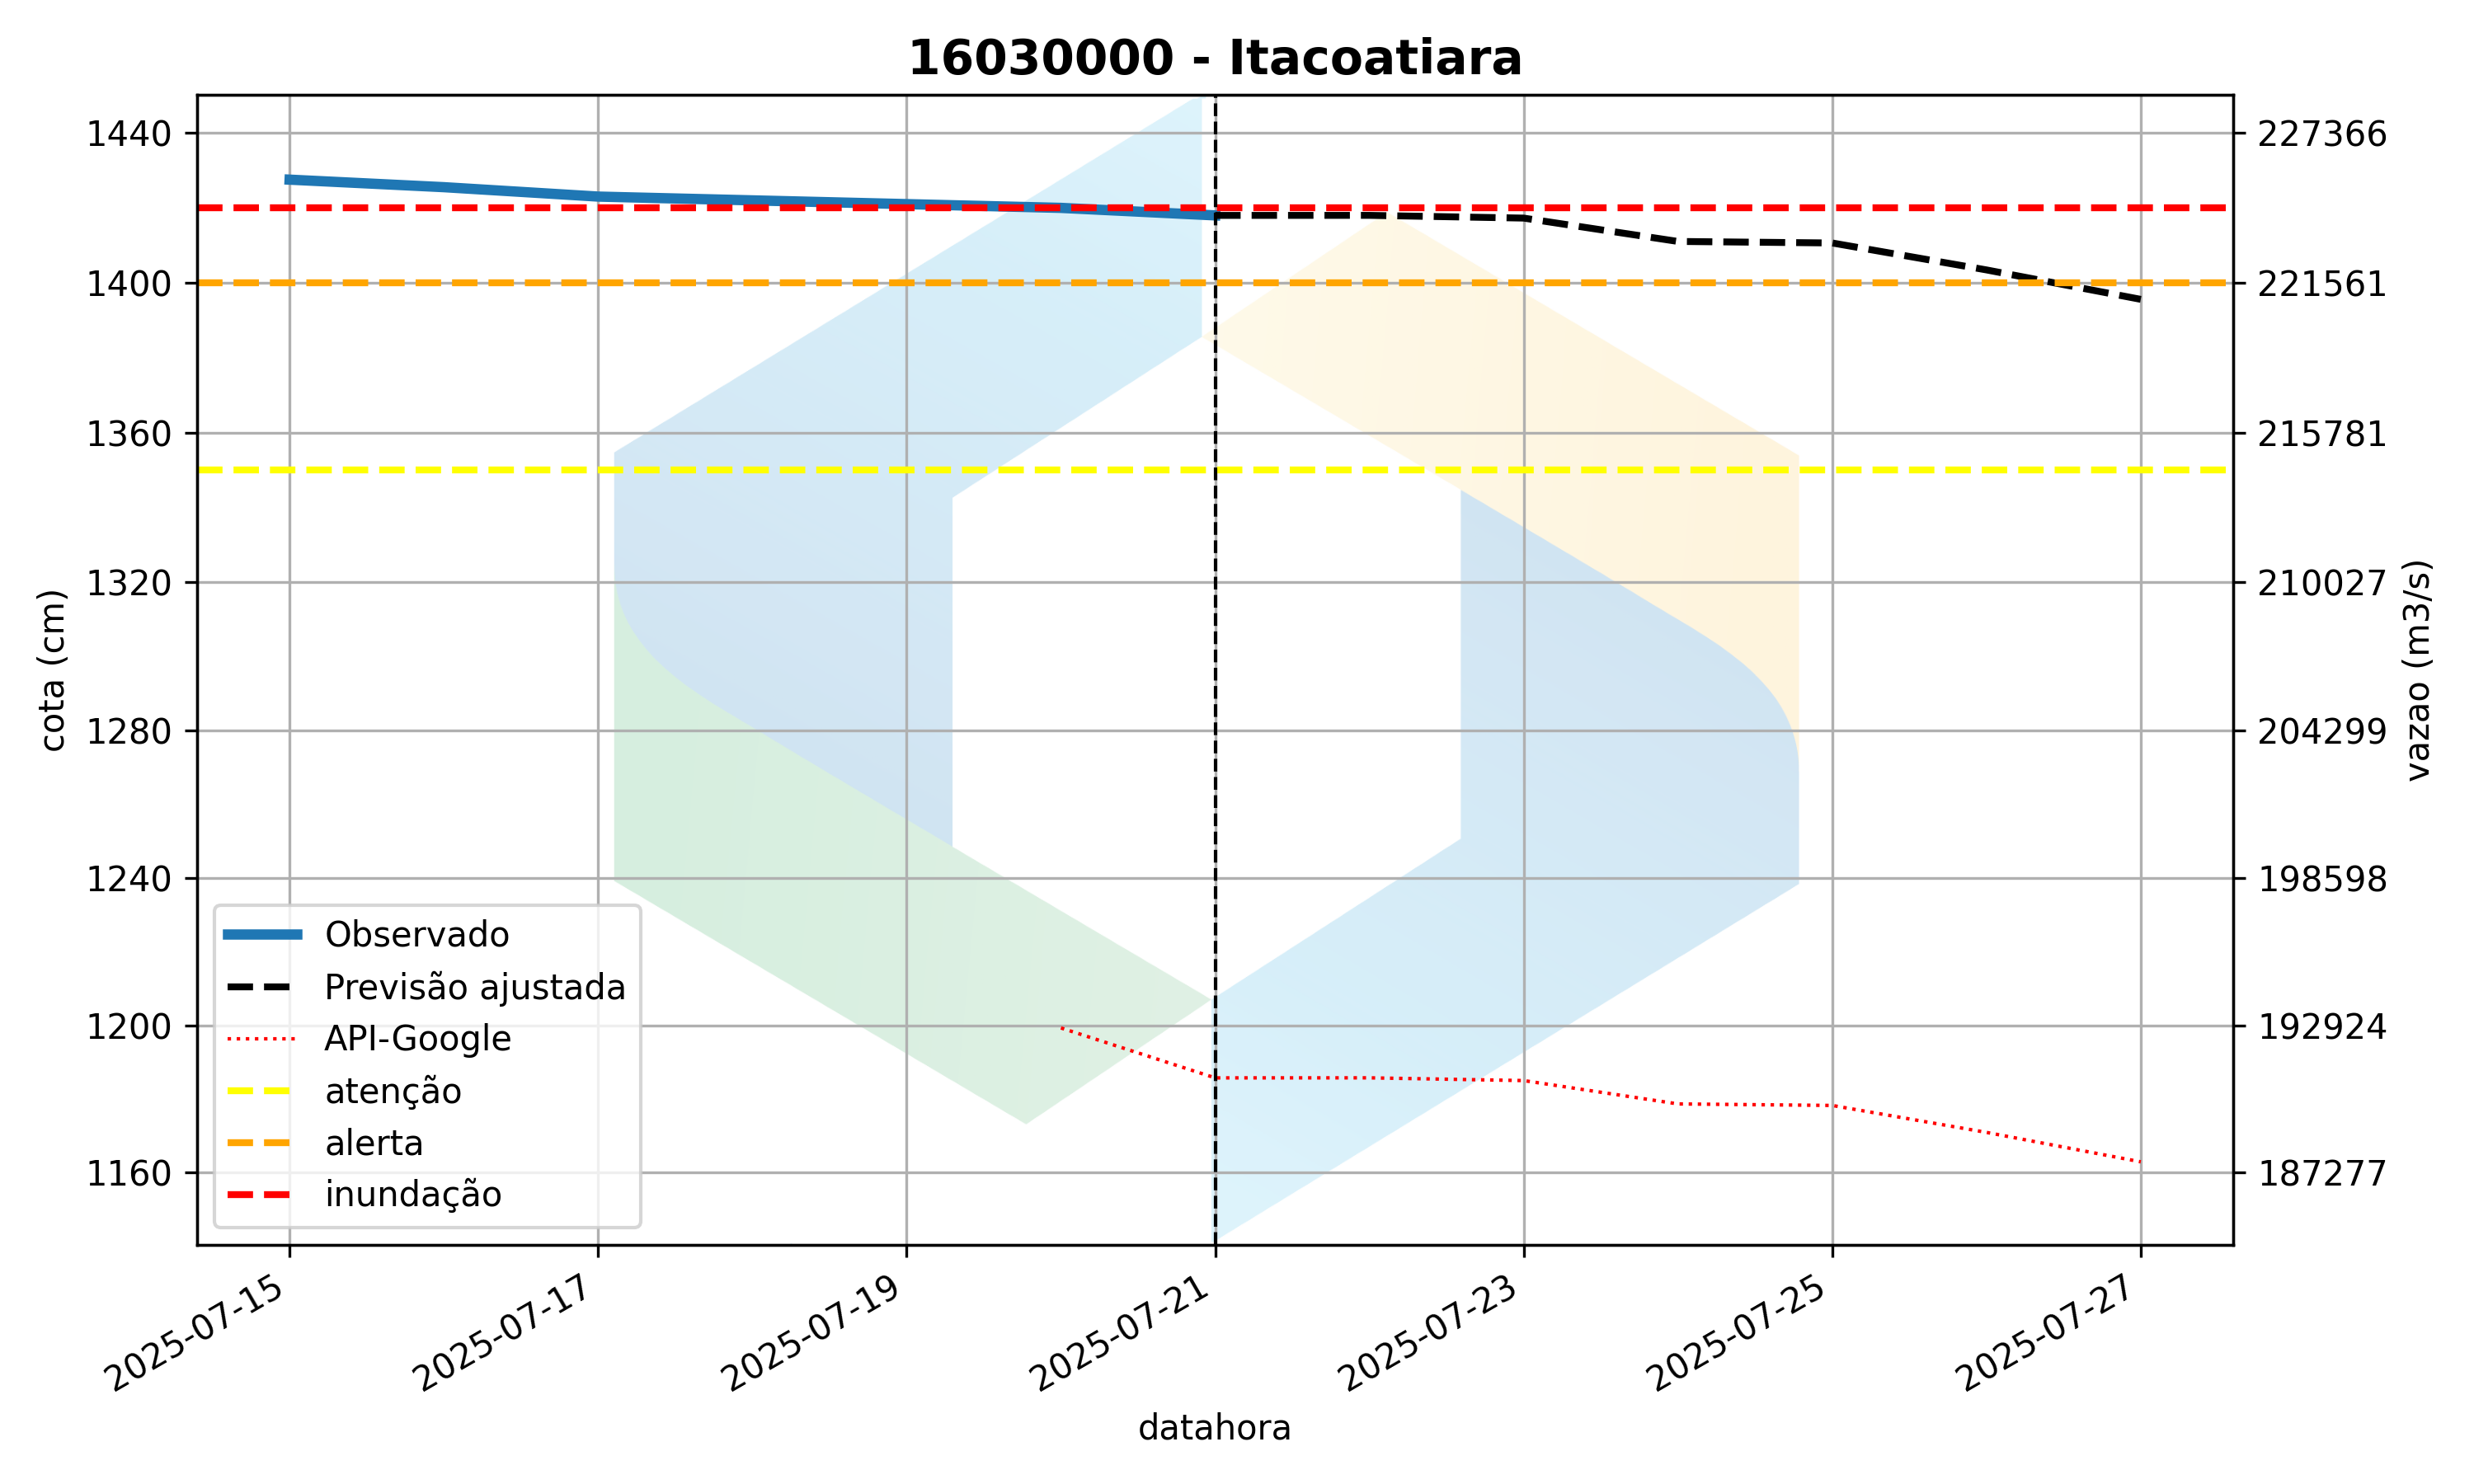 16030000 - Itacoatiara
1440
1400
1360
1320
1280
1240
1200
1160
cota (cm)
227366
221561
215781
210027
204299
198598
192924
187277
vazao (m3/s)
Observado
Previsão ajustada
API-Google
atenção
alerta
inundação
2025-07-15
2025-07-17
2025-07-19
2025-07-21
2025-07-23
2025-07-25
2025-07-27
datahora